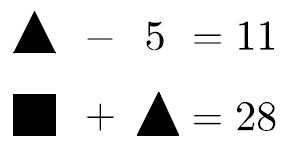 ▲ − 5 = 11
■ + ▲ = 28